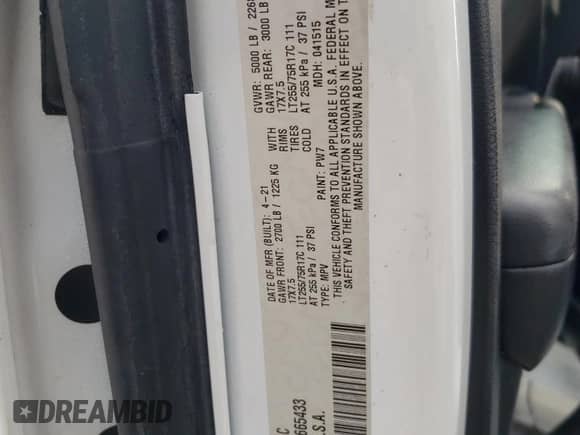 C
665433
.S.A.
DATE OF MFR (BUILT): 4-21 GVWR: 5000 LB /
GAWR FRONT: 2700 LB / 1225 KG WITH GAWR REAR: 3000 LB
17X7.5 RIMS 17X7.5
LT255/75R17C 111 TIRES LT255/75R17C 111
AT 255 kPa / 37 PSI COLD AT 255 kPa / 37 PSI
TYPE: MPV PAINT: PW7 MDH: 041515
THIS VEHICLE CONFORMS TO ALL APPLICABLE U.S.A. FEDERAL
SAFETY AND THEFT PREVENTION STANDARDS IN EFFECT ON
MANUFACTURE SHOWN ABOVE.
DREAMBID